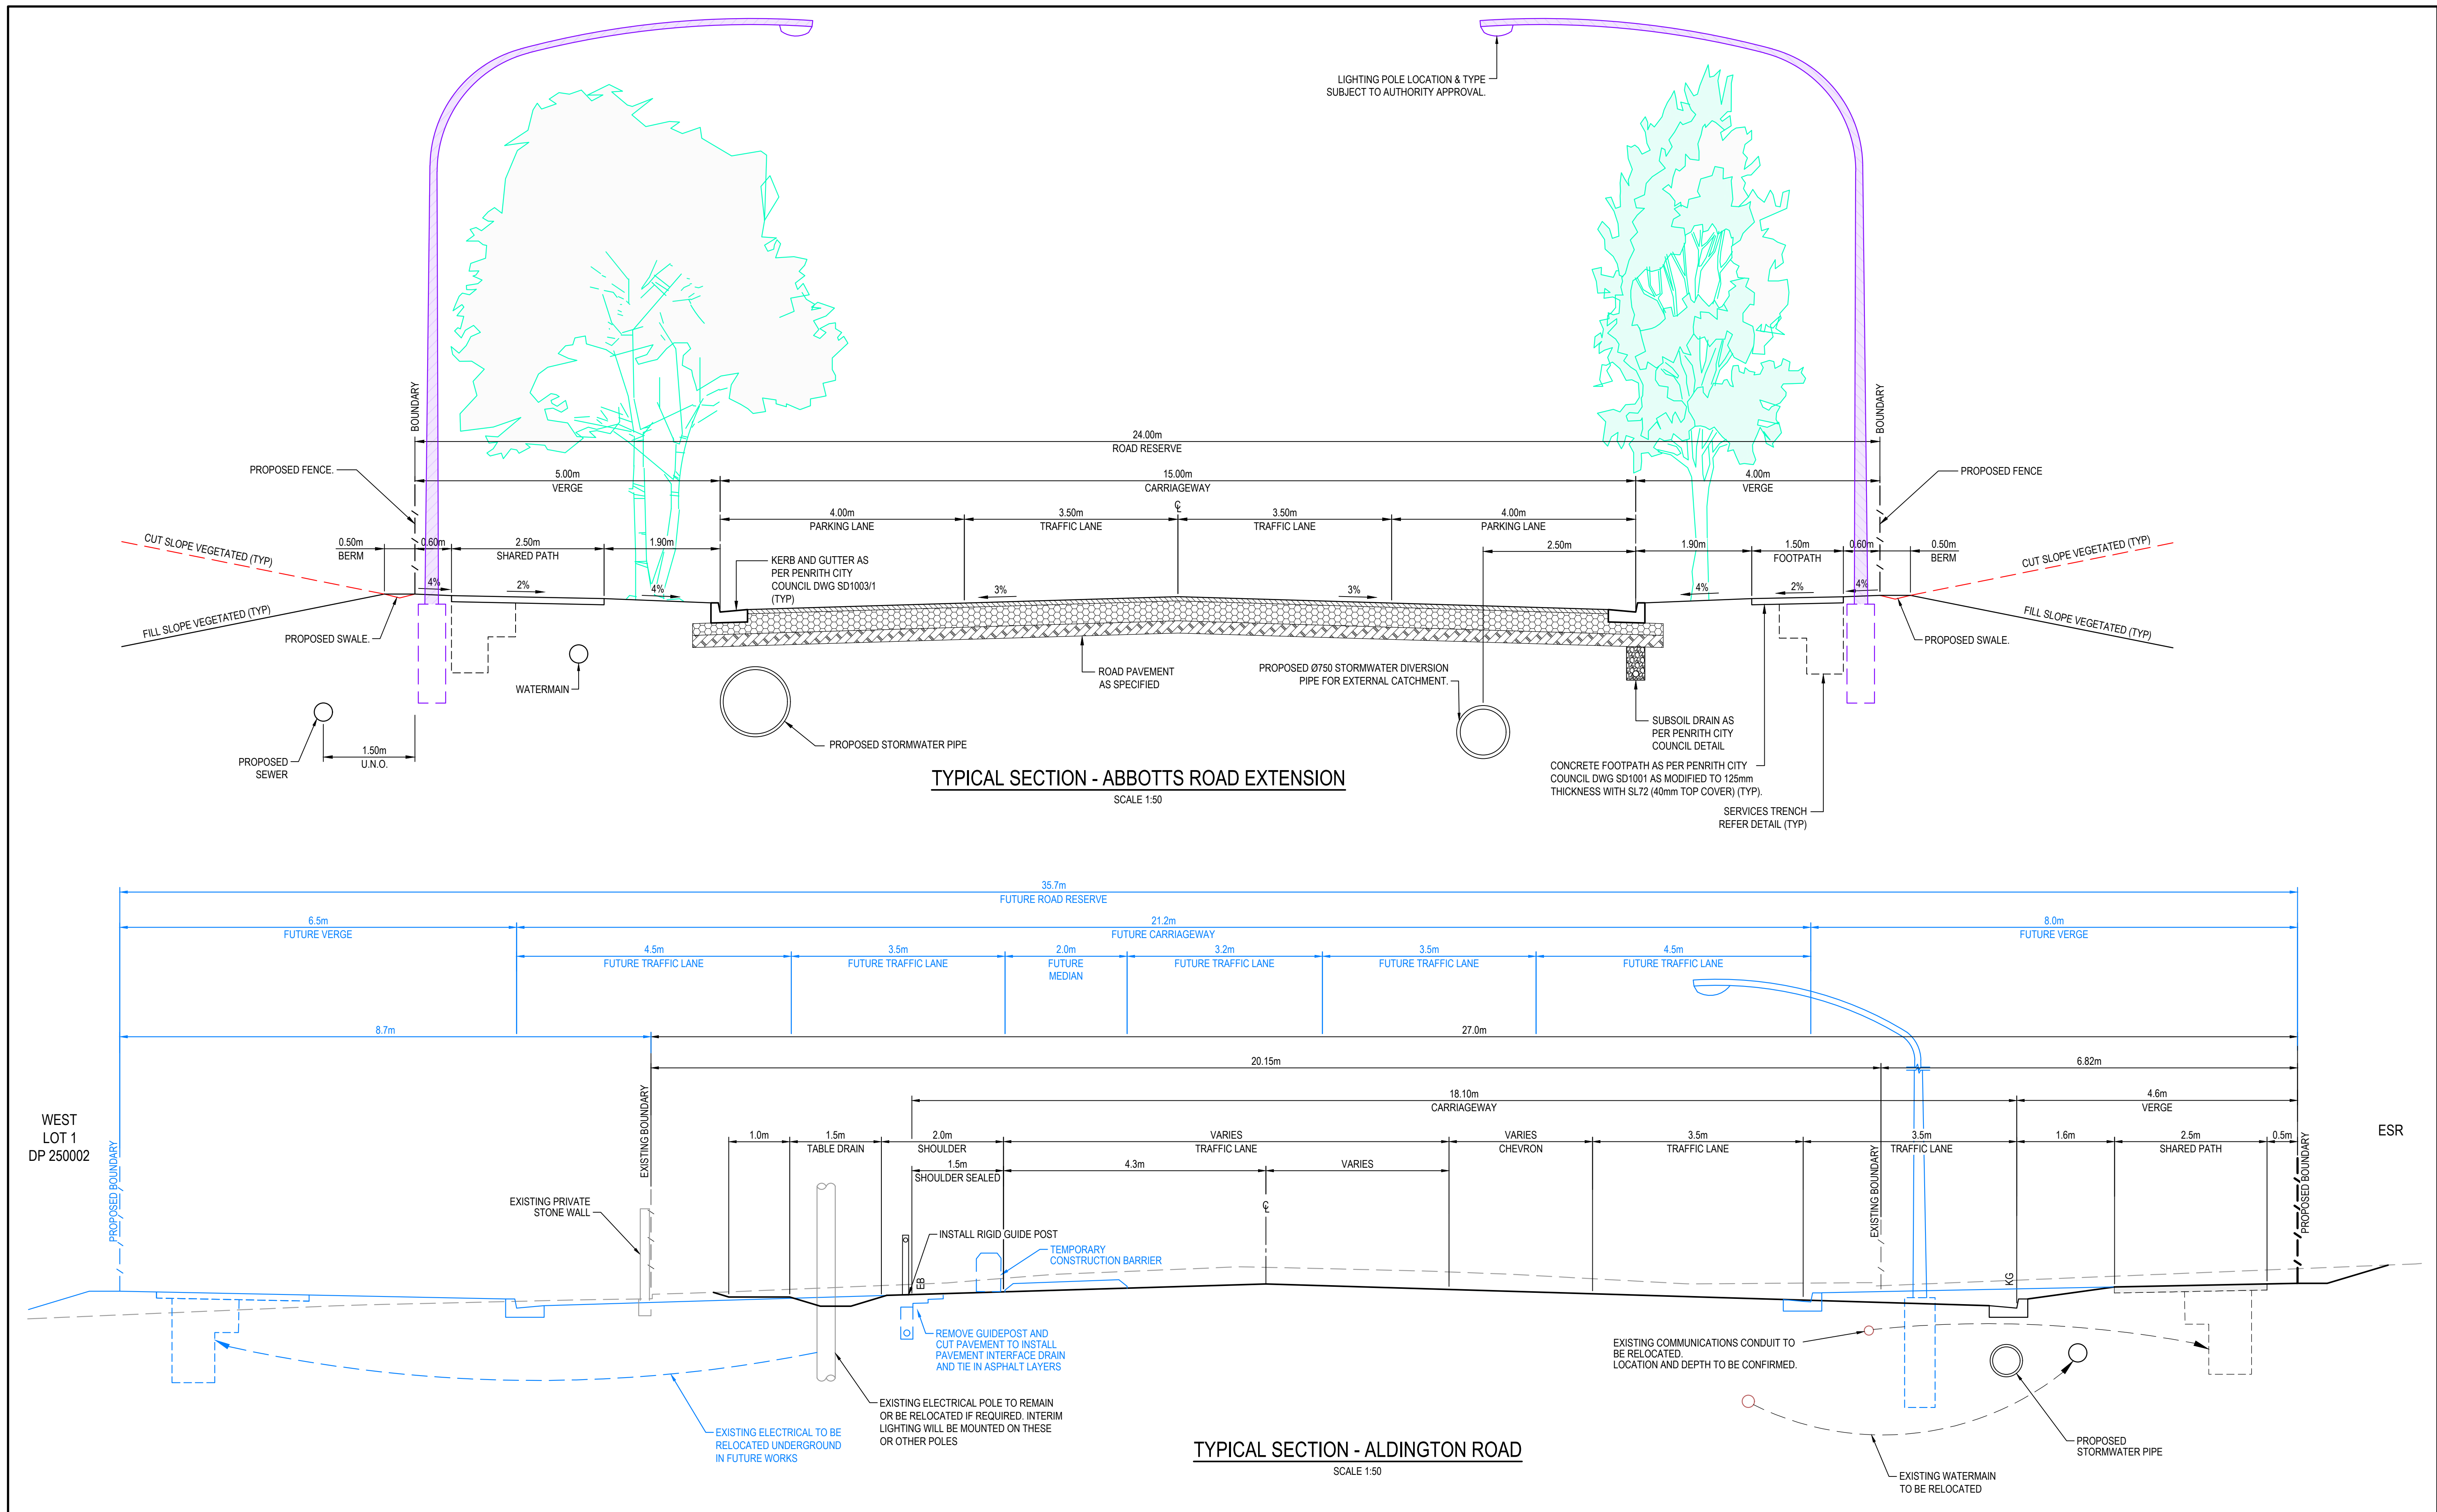 LIGHTING POLE LOCATION & TYPE
SUBJECT TO AUTHORITY APPROVAL.
BOUNDARY
BOUNDARY
24.00m
ROAD RESERVE
PROPOSED FENCE.
PROPOSED FENCE
5.00m
VERGE
15.00m
CARRIAGEWAY
4.00m
VERGE
4.00m
PARKING LANE
3.50m
TRAFFIC LANE
℄
3.50m
TRAFFIC LANE
4.00m
PARKING LANE
CUT SLOPE VEGETATED (TYP)
0.50m
BERM
0.60m
2.50m
SHARED PATH
1.90m
2.50m
1.90m
1.50m
FOOTPATH
0.60m
0.50m
BERM
CUT SLOPE VEGETATED (TYP)
KERB AND GUTTER AS
PER PENRITH CITY
COUNCIL DWG SD1003/1
(TYP)
4%
2%
4%
3%
3%
4%
2%
4%
FILL SLOPE VEGETATED (TYP)
FILL SLOPE VEGETATED (TYP)
PROPOSED SWALE.
PROPOSED SWALE.
WATERMAIN
ROAD PAVEMENT
AS SPECIFIED
PROPOSED Ø750 STORMWATER DIVERSION
PIPE FOR EXTERNAL CATCHMENT.
SUBSOIL DRAIN AS
PER PENRITH CITY
COUNCIL DETAIL
PROPOSED STORMWATER PIPE
1.50m
U.N.O.
PROPOSED
SEWER
CONCRETE FOOTPATH AS PER PENRITH CITY
COUNCIL DWG SD1001 AS MODIFIED TO 125mm
THICKNESS WITH SL72 (40mm TOP COVER) (TYP).
SERVICES TRENCH
REFER DETAIL (TYP)
TYPICAL SECTION - ABBOTTS ROAD EXTENSION
SCALE 1:50
35.7m
FUTURE ROAD RESERVE
6.5m
FUTURE VERGE
21.2m
FUTURE CARRIAGEWAY
8.0m
FUTURE VERGE
4.5m
FUTURE TRAFFIC LANE
3.5m
FUTURE TRAFFIC LANE
2.0m
FUTURE
MEDIAN
3.2m
FUTURE TRAFFIC LANE
3.5m
FUTURE TRAFFIC LANE
4.5m
FUTURE TRAFFIC LANE
8.7m
27.0m
20.15m
6.82m
18.10m
CARRIAGEWAY
4.6m
VERGE
WEST
LOT 1
DP 250002
ESR
PROPOSED BOUNDARY
EXISTING BOUNDARY
1.0m
1.5m
TABLE DRAIN
2.0m
SHOULDER
VARIES
TRAFFIC LANE
VARIES
CHEVRON
3.5m
TRAFFIC LANE
3.5m
TRAFFIC LANE
1.6m
2.5m
SHARED PATH
0.5m
EXISTING BOUNDARY
PROPOSED BOUNDARY
1.5m
SHOULDER SEALED
4.3m
VARIES
℄
EXISTING PRIVATE
STONE WALL
INSTALL RIGID GUIDE POST
TEMPORARY
CONSTRUCTION BARRIER
EB
KG
REMOVE GUIDEPOST AND
CUT PAVEMENT TO INSTALL
PAVEMENT INTERFACE DRAIN
AND TIE IN ASPHALT LAYERS
EXISTING COMMUNICATIONS CONDUIT TO
BE RELOCATED.
LOCATION AND DEPTH TO BE CONFIRMED.
EXISTING ELECTRICAL POLE TO REMAIN
OR BE RELOCATED IF REQUIRED. INTERIM
LIGHTING WILL BE MOUNTED ON THESE
OR OTHER POLES
EXISTING ELECTRICAL TO BE
RELOCATED UNDERGROUND
IN FUTURE WORKS
PROPOSED
STORMWATER PIPE
EXISTING WATERMAIN
TO BE RELOCATED
TYPICAL SECTION - ALDINGTON ROAD
SCALE 1:50